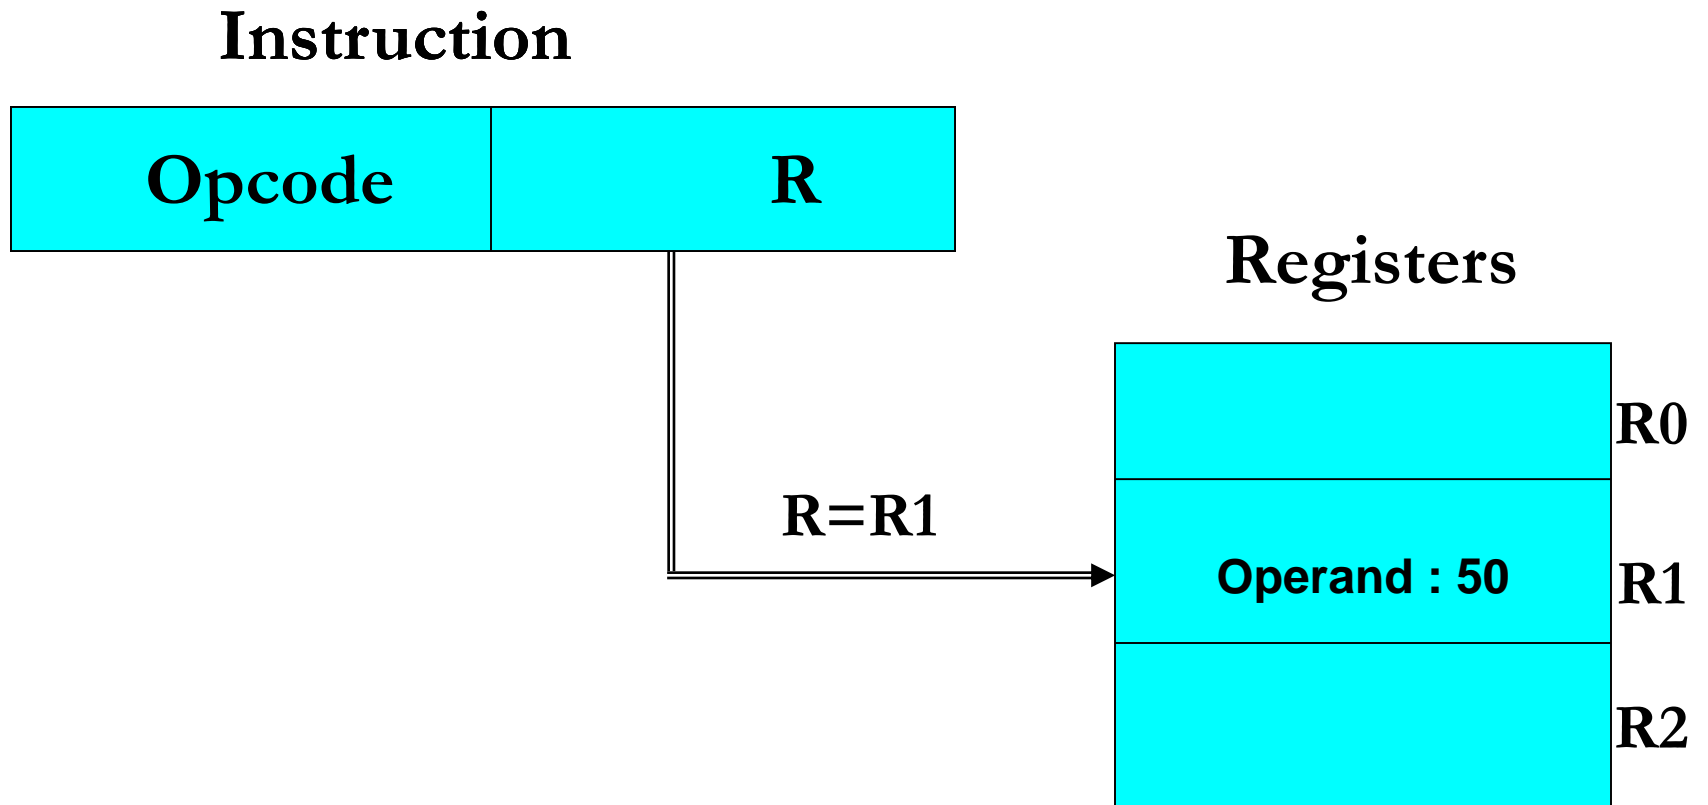 Instruction
Opcode R
Registers
R0
R=R1
Operand : 50 R1
R2